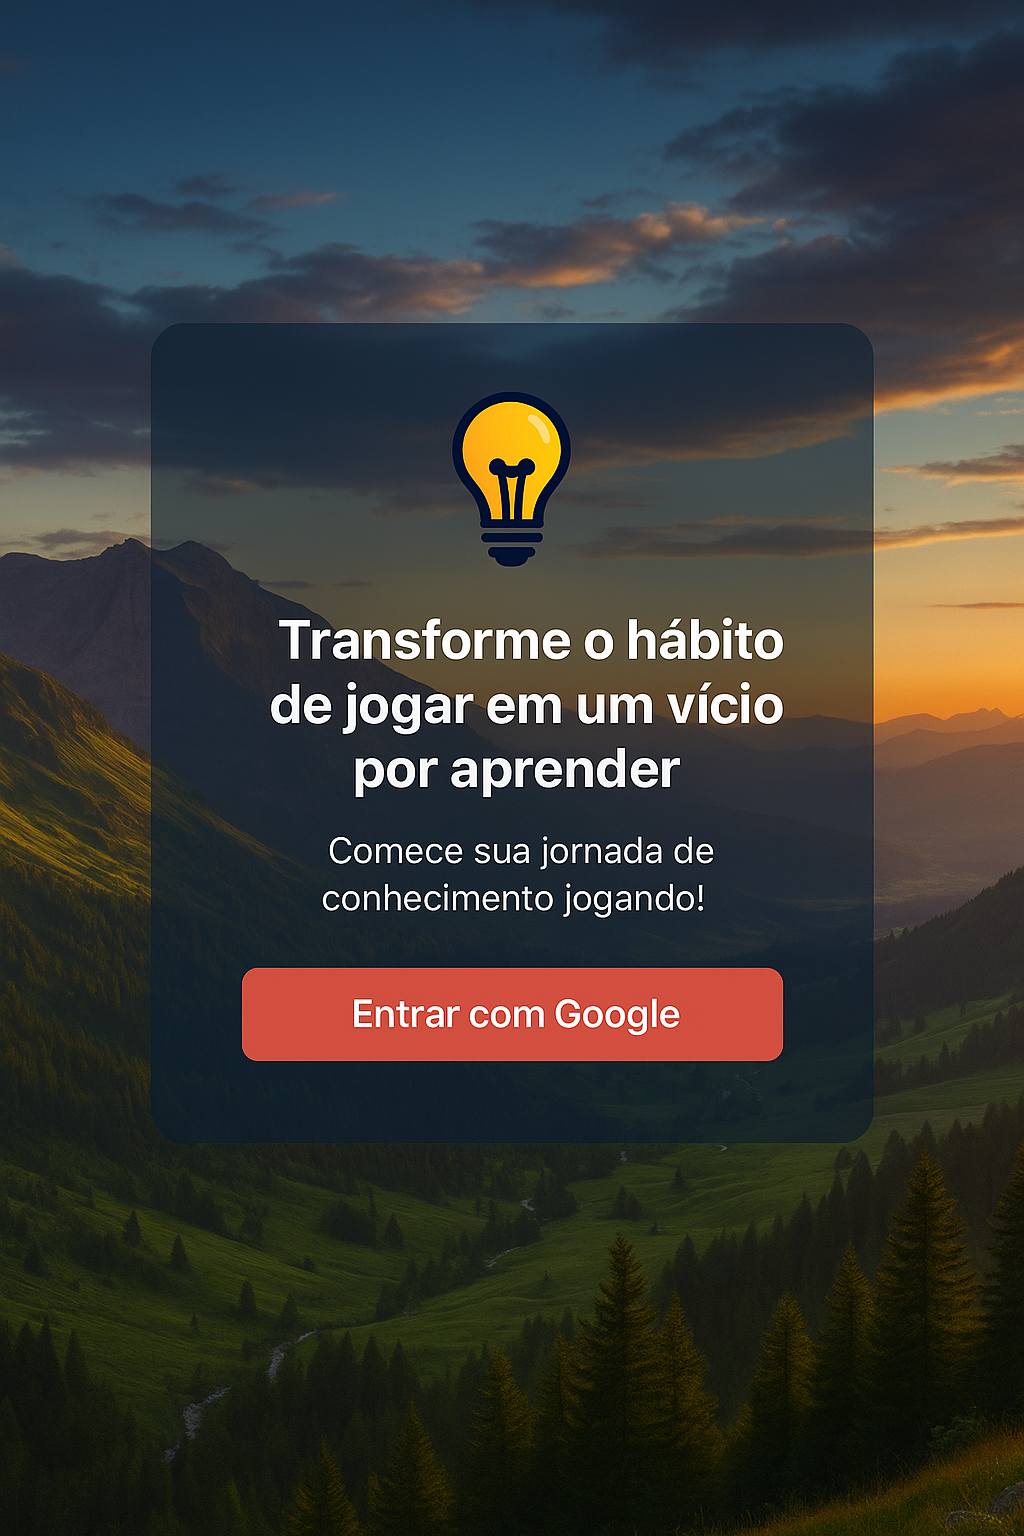 Transforme o hábito
de jogar em um vício
por aprender
Comece sua jornada de
conhecimento jogando!
Entrar com Google